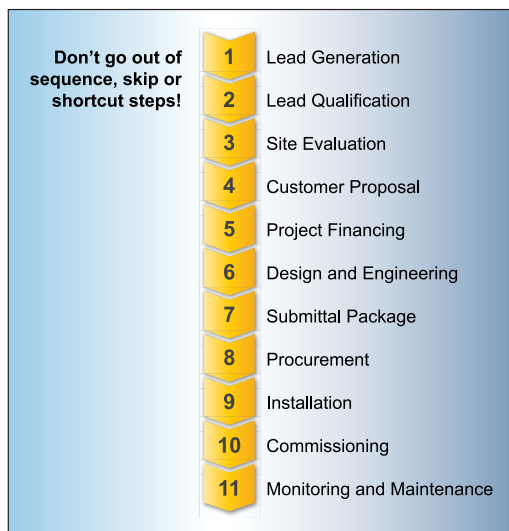 Don't go out of
sequence, skip or
shortcut steps!
1 Lead Generation
2 Lead Qualification
3 Site Evaluation
4 Customer Proposal
5 Project Financing
6 Design and Engineering
7 Submittal Package
8 Procurement
9 Installation
10 Commissioning
11 Monitoring and Maintenance